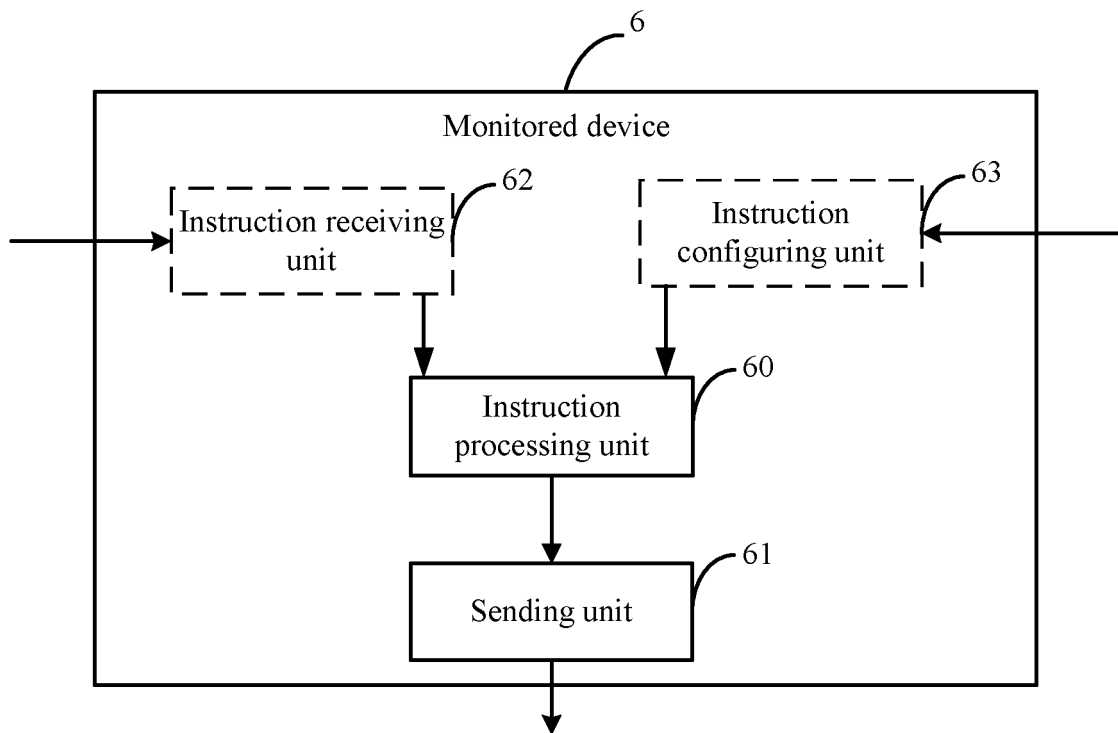 6
Monitored device
62
63
Instruction receiving
unit
Instruction
configuring unit
60
Instruction
processing unit
61
Sending unit